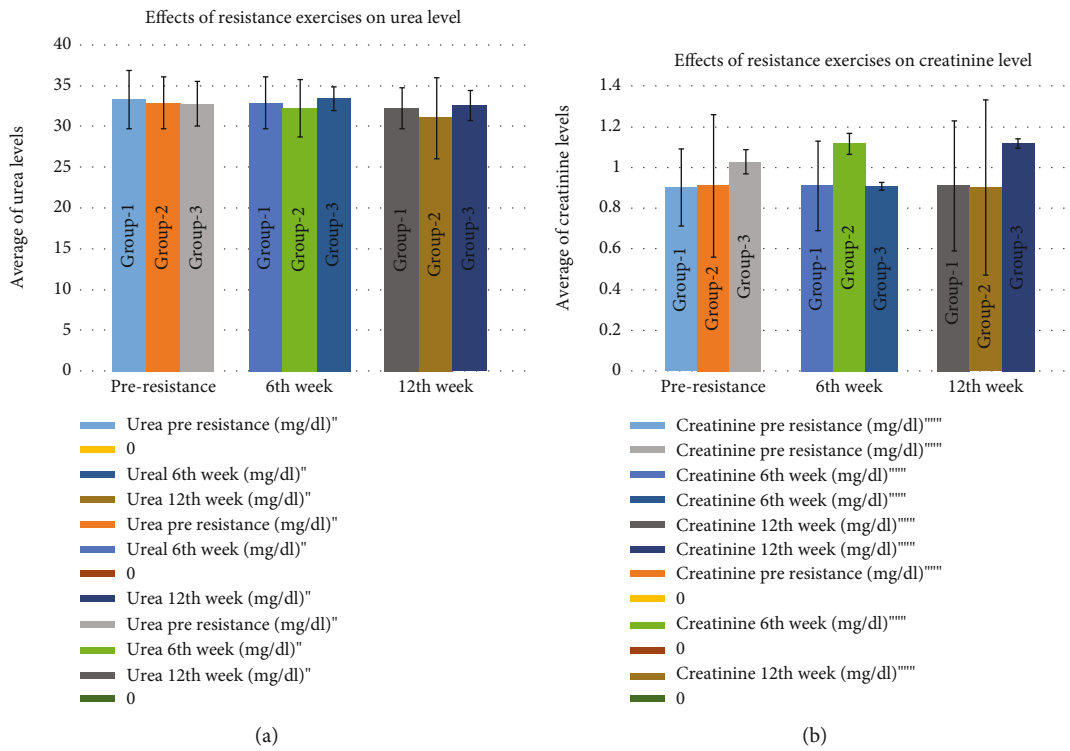 Effects of resistance exercises on urea level
Average of urea levels
40
35
30
25
20
15
10
5
0
Group-1
Group-2
Group-3
Group-1
Group-2
Group-3
Group-1
Group-2
Group-3
Pre-resistance
6th week
12th week
Urea pre resistance (mg/dl)"
0
Ureal 6th week (mg/dl)"
Urea 12th week (mg/dl)"
Urea pre resistance (mg/dl)"
Ureal 6th week (mg/dl)"
0
Urea 12th week (mg/dl)"
Urea pre resistance (mg/dl)"
Urea 6th week (mg/dl)"
Urea 12th week (mg/dl)"
0
(a)
Effects of resistance exercises on creatinine level
Average of creatinine levels
1.4
1.2
1
0.8
0.6
0.4
0.2
0
Group-1
Group-2
Group-3
Group-1
Group-2
Group-3
Group-1
Group-2
Group-3
Pre-resistance
6th week
12th week
Creatinine pre resistance (mg/dl)""""
Creatinine pre resistance (mg/dl)""""
Creatinine 6th week (mg/dl)""""
Creatinine 6th week (mg/dl)""""
Creatinine 12th week (mg/dl)""""
Creatinine 12th week (mg/dl)""""
Creatinine pre resistance (mg/dl)""""
0
Creatinine 6th week (mg/dl)""""
0
Creatinine 12th week (mg/dl)""""
0
(b)